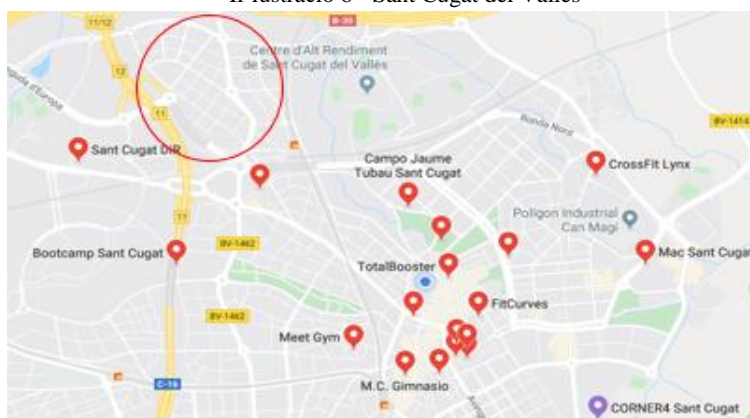 Il·lustració 8 - Sant Cugat del Vallès
11/12
B-30
Centre d'Alt Rendiment
de Sant Cugat del Vallès
12
11
Ronda Nord
BV-1414
Sant Cugat DiR
Campo Jaume
Tubau Sant Cugat
CrossFit Lynx
11
Polígon Industrial
Can Magí
Bootcamp Sant Cugat
BV-1462
Mac Sant Cugat
TotalBooster
FitCurves
BV-1462
Meet Gym
M.C. Gimnasio
C-16
CORNER4 Sant Cugat